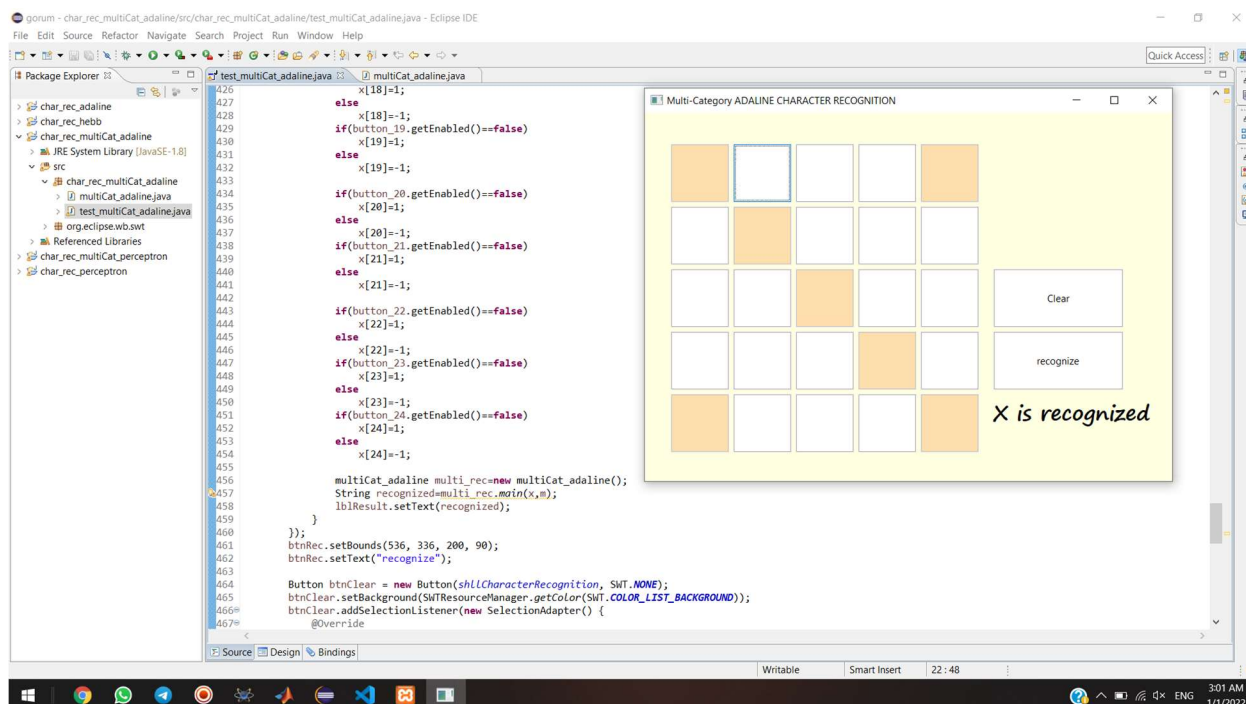 gorum - char_rec_multiCat_adaline/src/char_rec_multiCat_adaline/test_multiCat_adaline.java - Eclipse IDE
File Edit Source Refactor Navigate Search Project Run Window Help
Quick Access
Package Explorer
char_rec_adaline
char_rec_hebb
char_rec_multiCat_adaline
JRE System Library [JavaSE-1.8]
src
char_rec_multiCat_adaline
multiCat_adaline.java
test_multiCat_adaline.java
org.eclipse.wb.swt
Referenced Libraries
char_rec_multiCat_perceptron
char_rec_perceptron
test_multiCat_adaline.java multiCat_adaline.java
426 x[18]=1;
427 else
428 x[18]=-1;
429 if(button_19.getEnabled()==false)
430 x[19]=1;
431 else
432 x[19]=-1;
433
434 if(button_20.getEnabled()==false)
435 x[20]=1;
436 else
437 x[20]=-1;
438 if(button_21.getEnabled()==false)
439 x[21]=1;
440 else
441 x[21]=-1;
442
443 if(button_22.getEnabled()==false)
444 x[22]=1;
445 else
446 x[22]=-1;
447 if(button_23.getEnabled()==false)
448 x[23]=1;
449 else
450 x[23]=-1;
451 if(button_24.getEnabled()==false)
452 x[24]=1;
453 else
454 x[24]=-1;
455
456 multiCat_adaline multi_rec=new multiCat_adaline();
457 String recognized=multi_rec.main(x,m);
458 lblResult.setText(recognized);
459 }
460 });
461 btnRec.setBounds(536, 336, 200, 90);
462 btnRec.setText("recognize");
463
464 Button btnClear = new Button(shllCharacterRecognition, SWT.NONE);
465 btnClear.setBackground(SWTResourceManager.getColor(SWT.COLOR_LIST_BACKGROUND));
466 btnClear.addSelectionListener(new SelectionAdapter() {
467 @Override
Source Design Bindings
Multi-Category ADALINE CHARACTER RECOGNITION
Clear
recognize
X is recognized
Writable Smart Insert 22 : 48
ENG 3:01 AM
1/1/2022